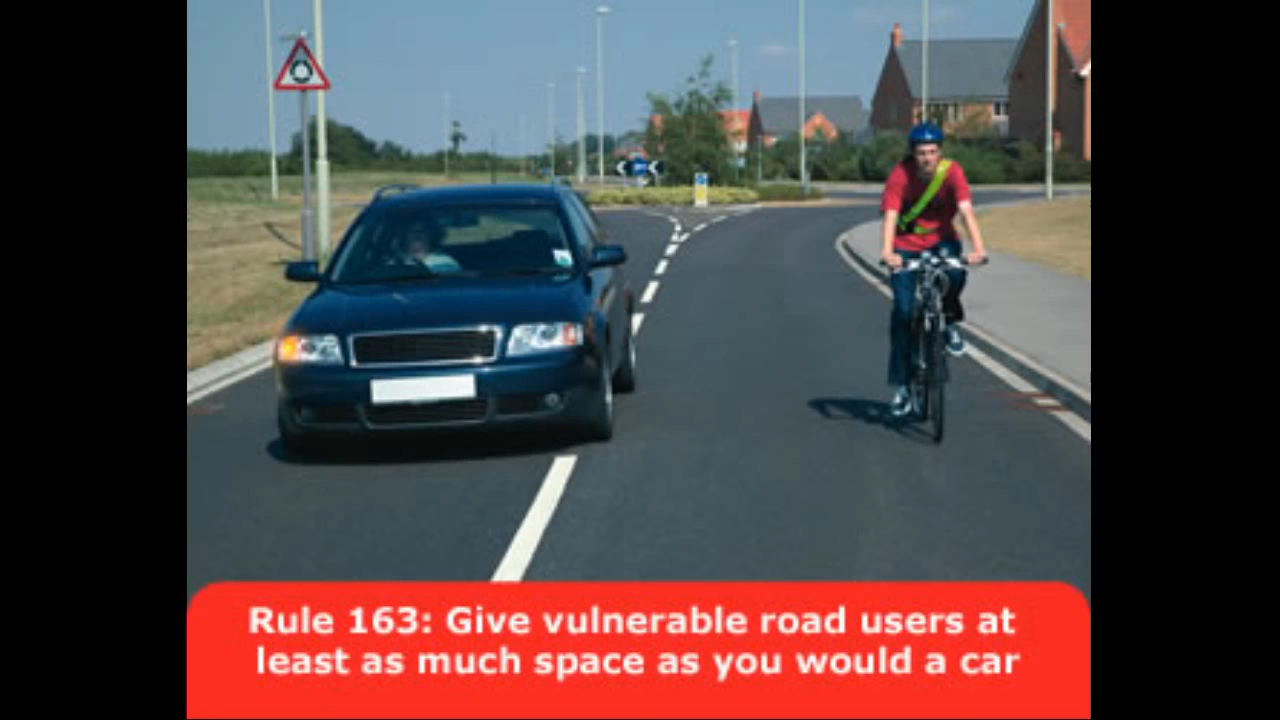 Rule 163: Give vulnerable road users at
least as much space as you would a car